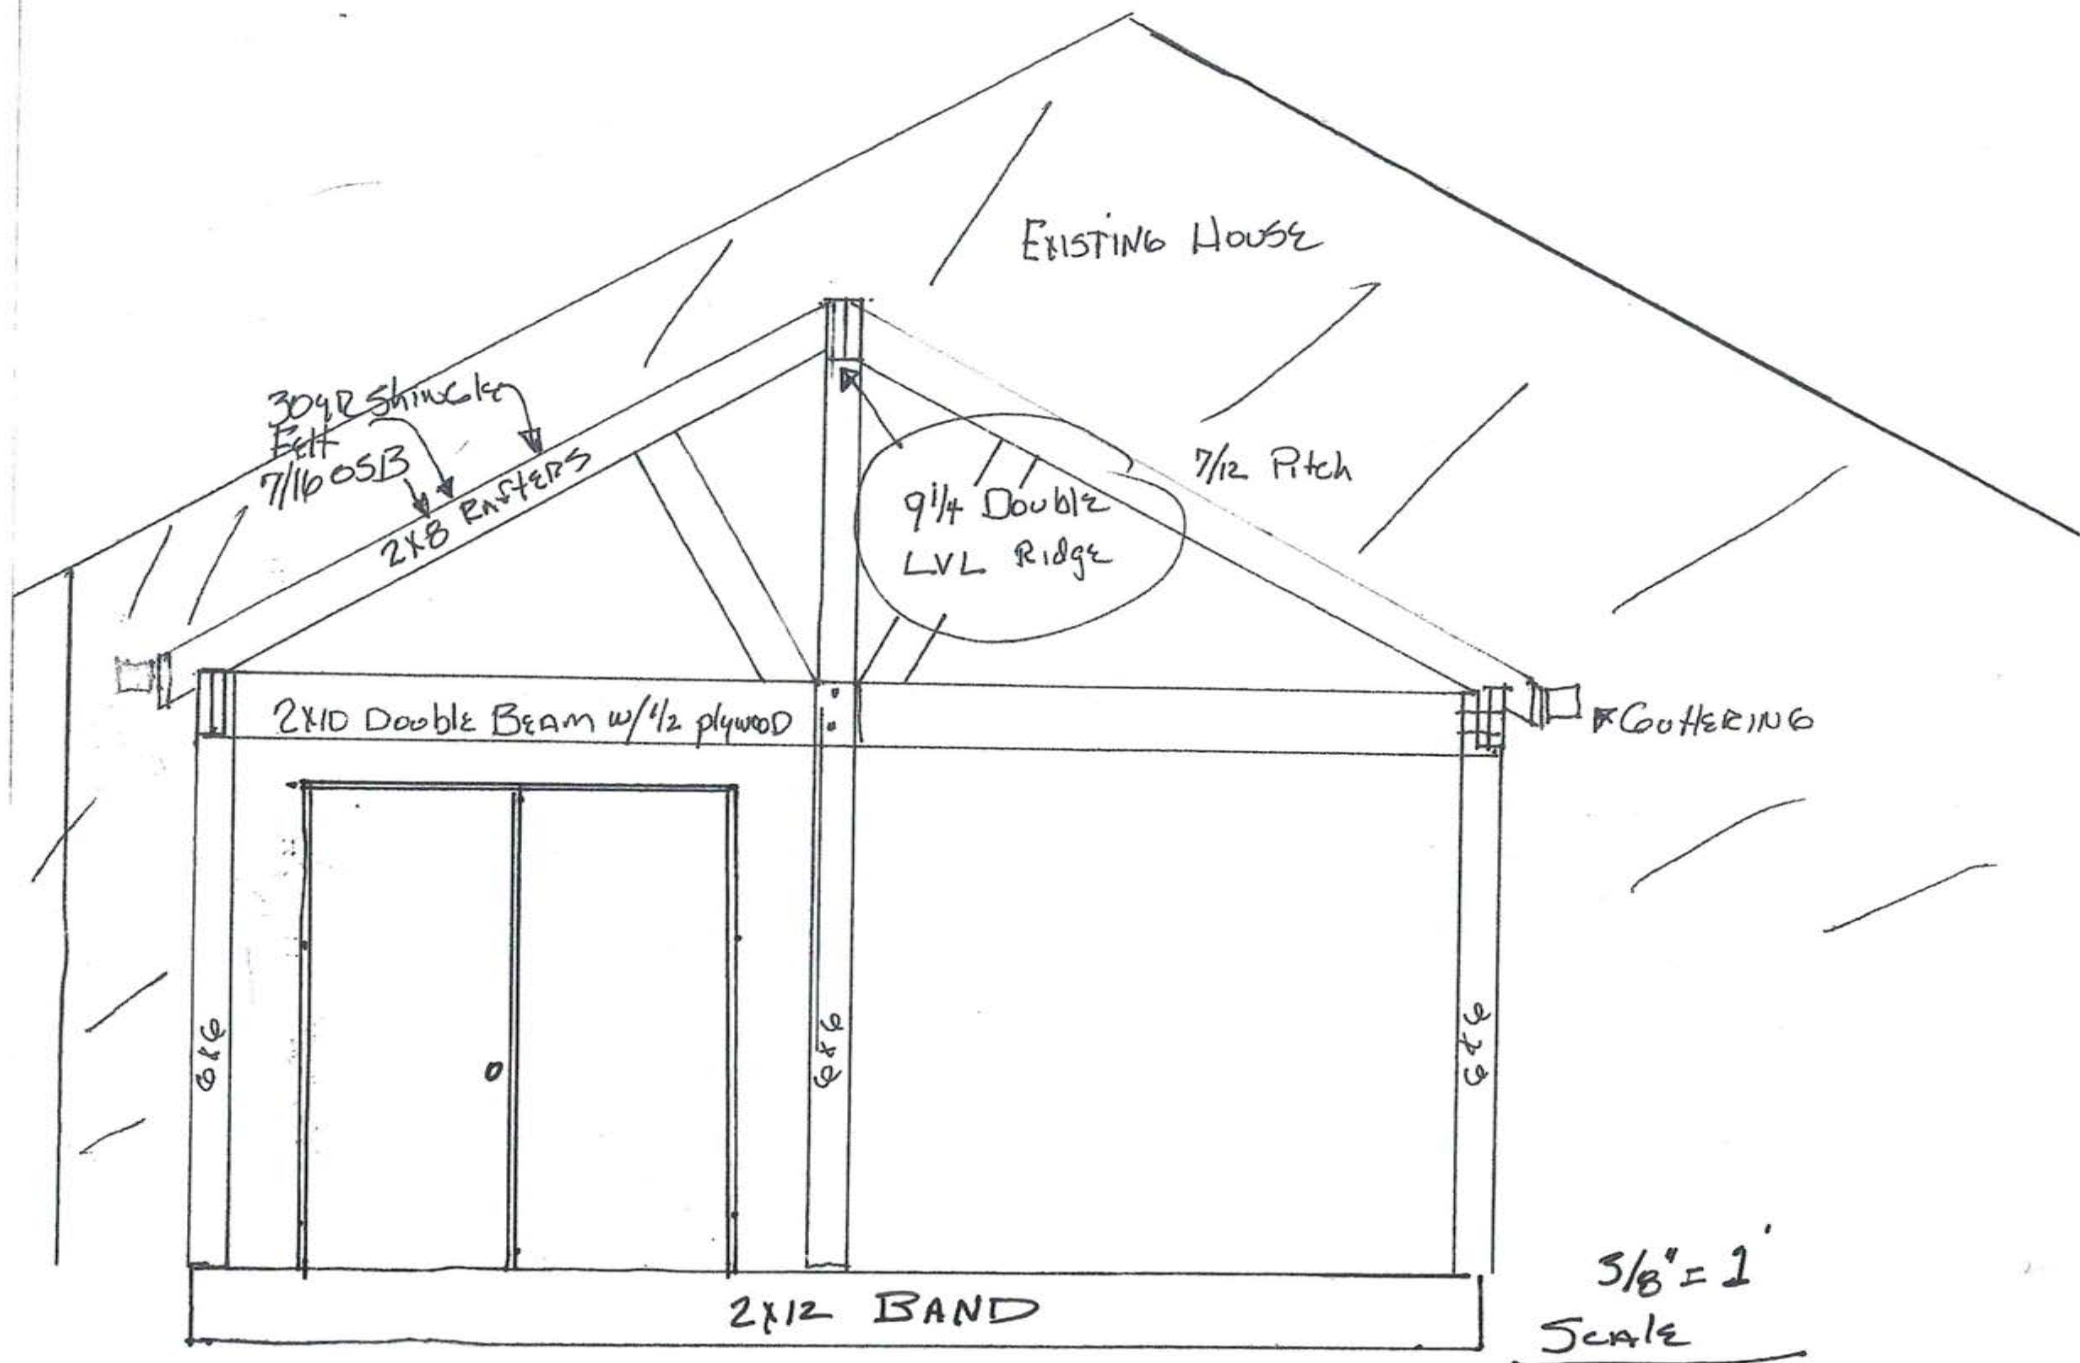 EXISTING HOUSE
30YR Shingle
Felt
7/16 OSB
2X8 RAFTERS
7/12 Pitch
9 1/4 Double
LVL Ridge
2X10 Double BEAM w/ 1/2 plywood
GuttERING
6x6
6x6
6x6
2X12 BAND
3/8" = 1'
Scale